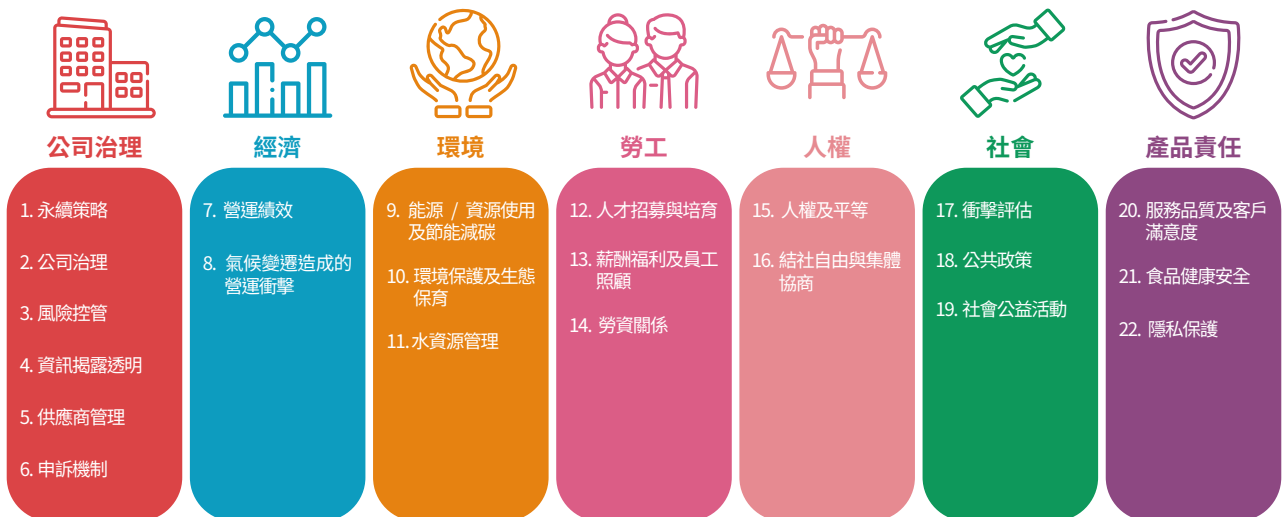 公司治理
1. 永續策略
2. 公司治理
3. 風險控管
4. 資訊揭露透明
5. 供應商管理
6. 申訴機制
經濟
7. 營運績效
8. 氣候變遷造成的
營運衝擊
環境
9. 能源 / 資源使用
及節能減碳
10. 環境保護及生態
保育
11. 水資源管理
勞工
12. 人才招募與培育
13. 薪酬福利及員工
照顧
14. 勞資關係
人權
15. 人權及平等
16. 結社自由與集體
協商
社會
17. 衝擊評估
18. 公共政策
19. 社會公益活動
產品責任
20. 服務品質及客戶
滿意度
21. 食品健康安全
22. 隱私保護